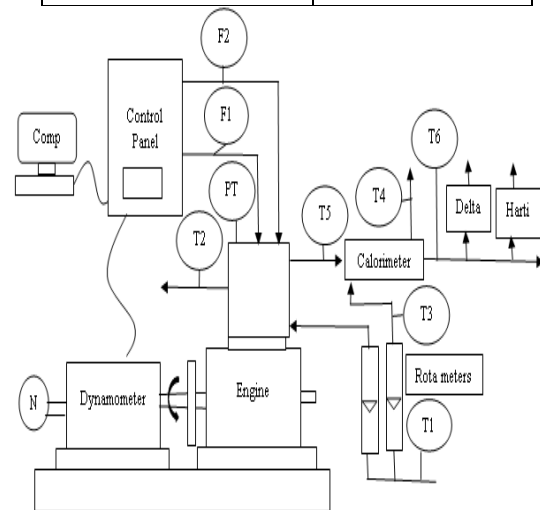 F2
Control
Panel
F1
Comp
T6
PT
T5
T4
Delta
Harti
T2
Calorimeter
T3
Rota meters
N
Dynamometer
Engine
T1